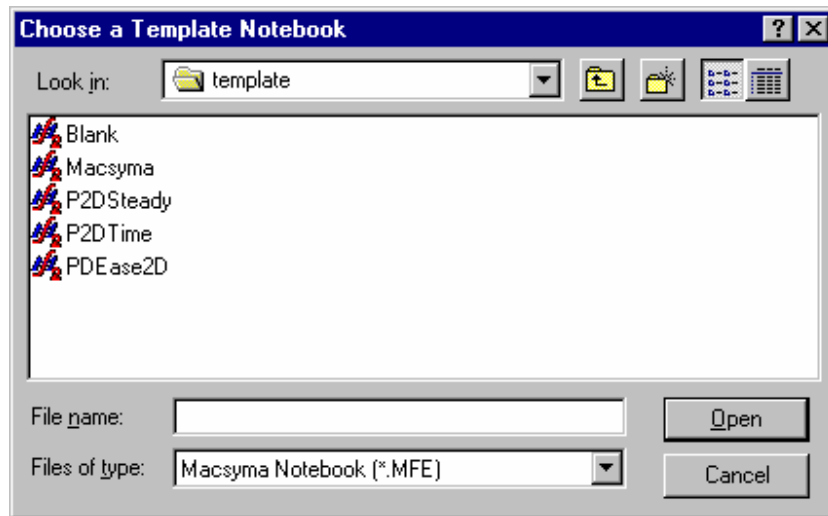 Choose a Template Notebook
Look in: template
Blank
Macsyma
P2DSteady
P2DTime
PDEase2D
File name: Open
Files of type: Macsyma Notebook (*.MFE) Cancel